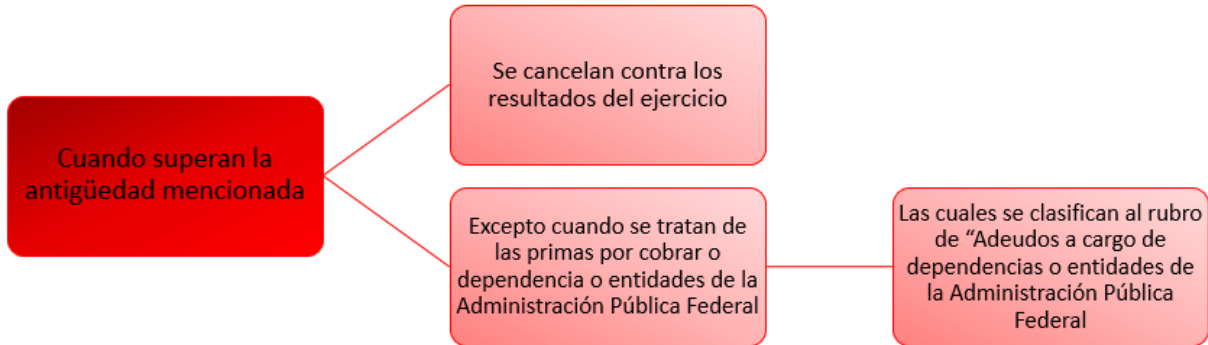 Cuando superan la
antigüedad mencionada
Se cancelan contra los
resultados del ejercicio
Excepto cuando se tratan de
las primas por cobrar o
dependencia o entidades de la
Administración Pública Federal
Las cuales se clasifican al rubro
de “Adeudos a cargo de
dependencias o entidades de
la Administración Pública
Federal